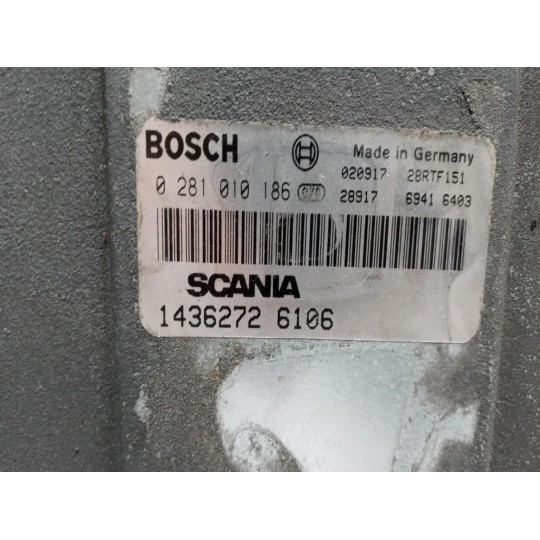 BOSCH
Made in Germany
020917 28RTF151
0 281 010 186
28917 6941 6403
SCANIA
1436272 6106